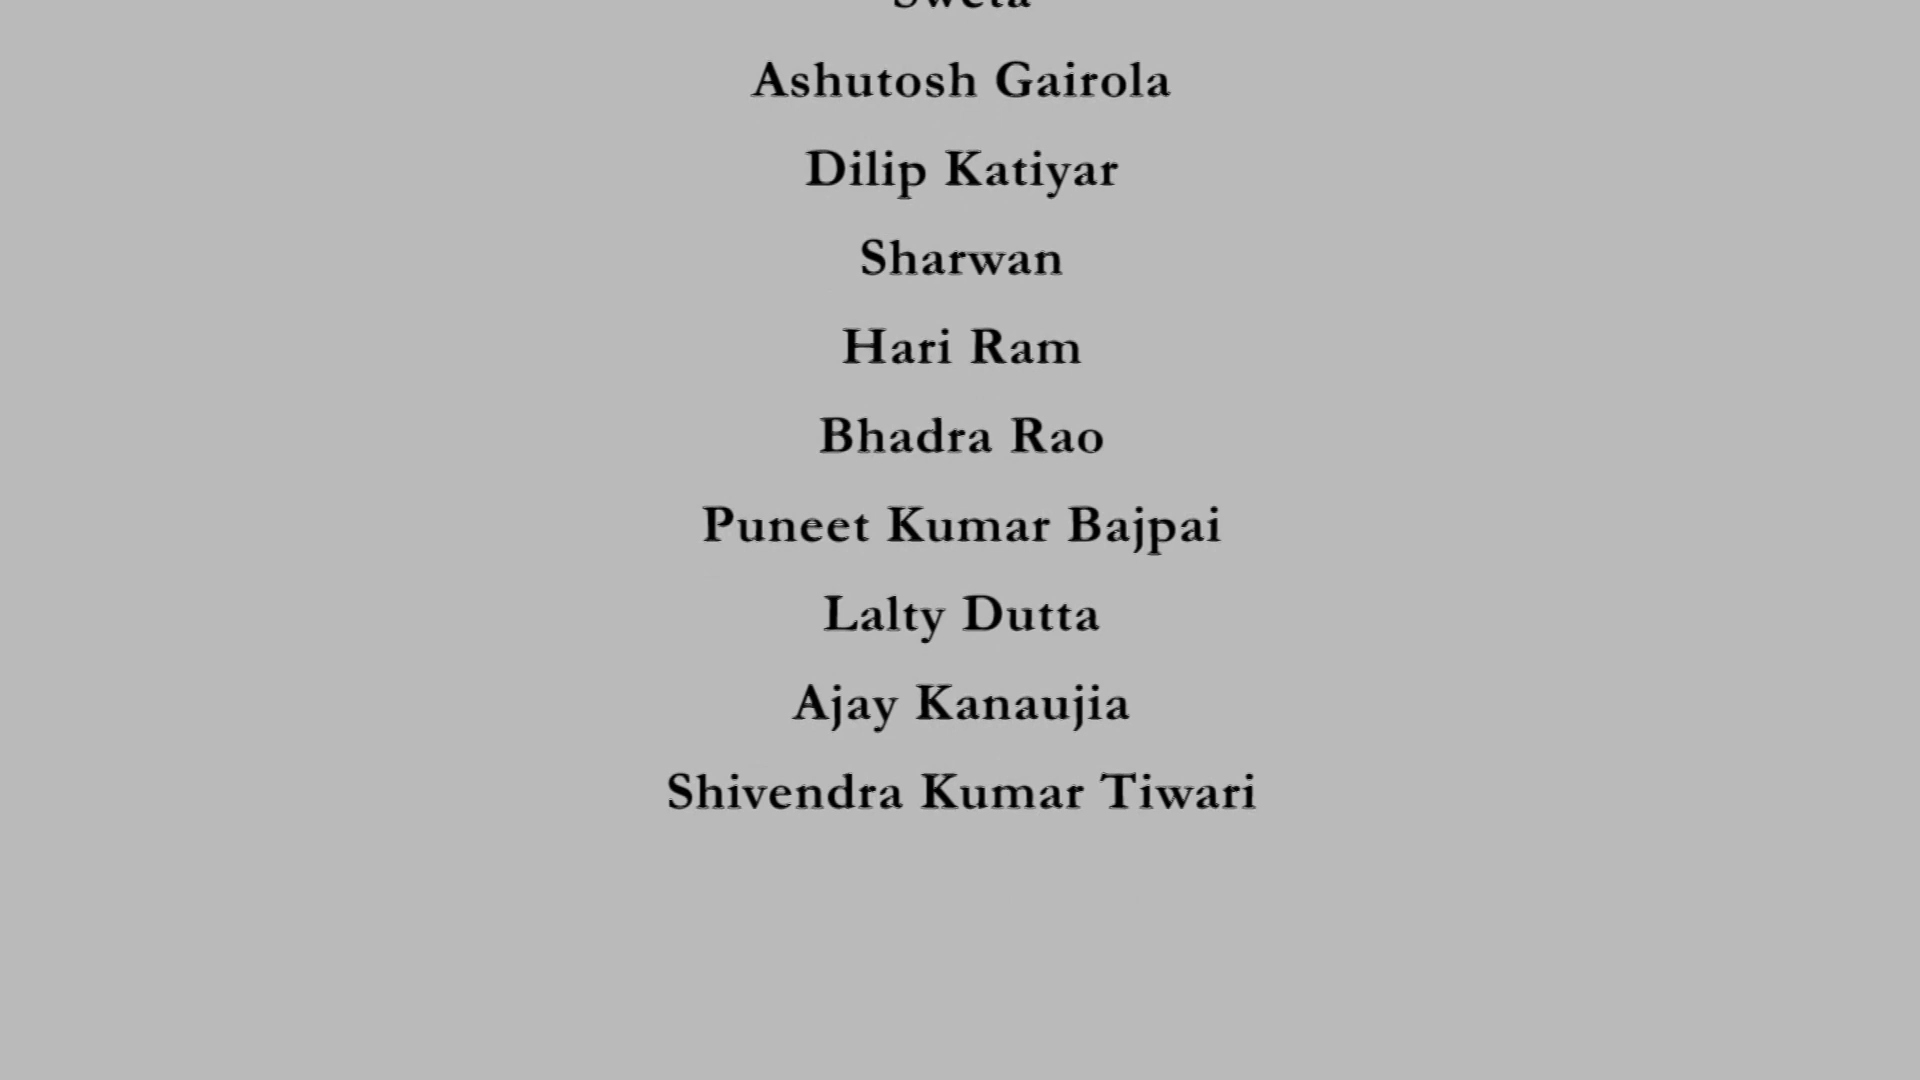 Sweta
Ashutosh Gairola
Dilip Katiyar
Sharwan
Hari Ram
Bhadra Rao
Puneet Kumar Bajpai
Lalty Dutta
Ajay Kanaujia
Shivendra Kumar Tiwari